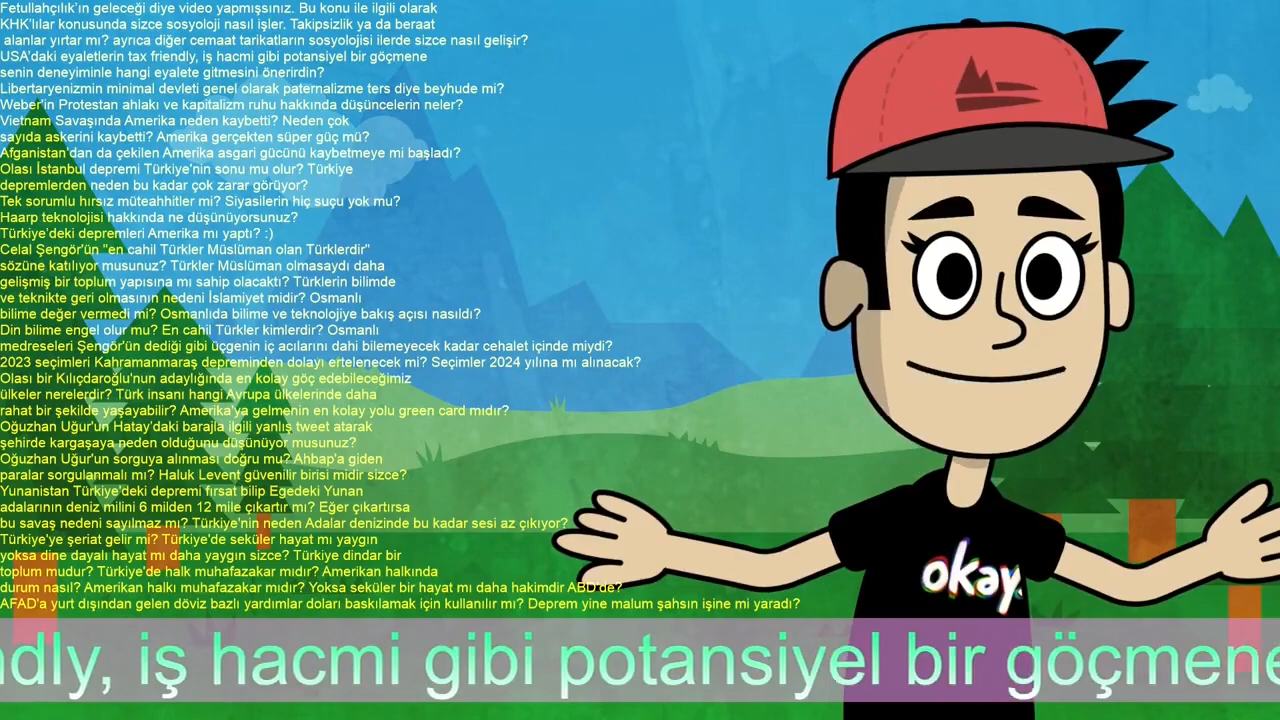 Fetullahçılık'ın geleceği diye video yapmışsınız. Bu konu ile ilgili olarak
KHK'lılar konusunda sizce sosyoloji nasıl işler. Takipsizlik ya da beraat
alanlar yırtar mı? ayrıca diğer cemaat tarikatların sosyolojisi ilerde sizce nasıl gelişir?
USA'daki eyaletlerin tax friendly, iş hacmi gibi potansiyel bir göçmene
senin deneyiminle hangi eyalete gitmesini önerirdin?
Libertaryenizmin minimal devleti genel olarak paternalizme ters diye beyhude mi?
Weber'in Protestan ahlakı ve kapitalizm ruhu hakkında düşüncelerin neler?
Vietnam Savaşında Amerika neden kaybetti? Neden çok
sayıda askerini kaybetti? Amerika gerçekten süper güç mü?
Afganistan'dan da çekilen Amerika asgari gücünü kaybetmeye mi başladı?
Olası İstanbul depremi Türkiye'nin sonu mu olur? Türkiye
depremlerden neden bu kadar çok zarar görüyor?
Tek sorumlu hırsız müteahhitler mi? Siyasilerin hiç suçu yok mu?
Haarp teknolojisi hakkında ne düşünüyorsunuz?
Türkiye'deki depremleri Amerika mı yaptı? :)
Celal Şengör'ün "en cahil Türkler Müslüman olan Türklerdir"
sözüne katılıyor musunuz? Türkler Müslüman olmasaydı daha
gelişmiş bir toplum yapısına mı sahip olacaktı? Türklerin bilimde
ve teknikte geri olmasının nedeni İslamiyet midir? Osmanlı
bilime değer vermedi mi? Osmanlıda bilime ve teknolojiye bakış açısı nasıldı?
Din bilime engel olur mu? En cahil Türkler kimlerdir? Osmanlı
medreseleri Şengör'ün dediği gibi üçgenin iç acılarını dahi bilemeyecek kadar cehalet içinde miydi?
2023 seçimleri Kahramanmaraş depreminden dolayı ertelenecek mi? Seçimler 2024 yılına mı alınacak?
Olası bir Kılıçdaroğlu'nun adaylığında en kolay göç edebileceğimiz
ülkeler nerelerdir? Türk insanı hangi Avrupa ülkelerinde daha
rahat bir şekilde yaşayabilir? Amerika'ya gelmenin en kolay yolu green card mıdır?
Oğuzhan Uğur'un Hatay'daki barajla ilgili yanlış tweet atarak
şehirde kargaşaya neden olduğunu düşünüyor musunuz?
Oğuzhan Uğur'un sorguya alınması doğru mu? Ahbap'a giden
paralar sorgulanmalı mı? Haluk Levent güvenilir birisi midir sizce?
Yunanistan Türkiye'deki depremi fırsat bilip Egedeki Yunan
adalarının deniz milini 6 milden 12 mile çıkartır mı? Eğer çıkartırsa
bu savaş nedeni sayılmaz mı? Türkiye'nin neden Adalar denizinde bu kadar sesi az çıkıyor?
Türkiye'ye şeriat gelir mi? Türkiye'de seküler hayat mı yaygın
yoksa dine dayalı hayat mı daha yaygın sizce? Türkiye dindar bir
toplum mudur? Türkiye'de halk muhafazakar mıdır? Amerikan halkında
durum nasıl? Amerikan halkı muhafazakar mıdır? Yoksa seküler bir hayat mı daha hakimdir ABD'de?
AFAD'a yurt dışından gelen döviz bazlı yardımlar doları baskılamak için kullanılır mı? Deprem yine malum şahsın işine mi yaradı?
okay.
ndly, iş hacmi gibi potansiyel bir göçmene